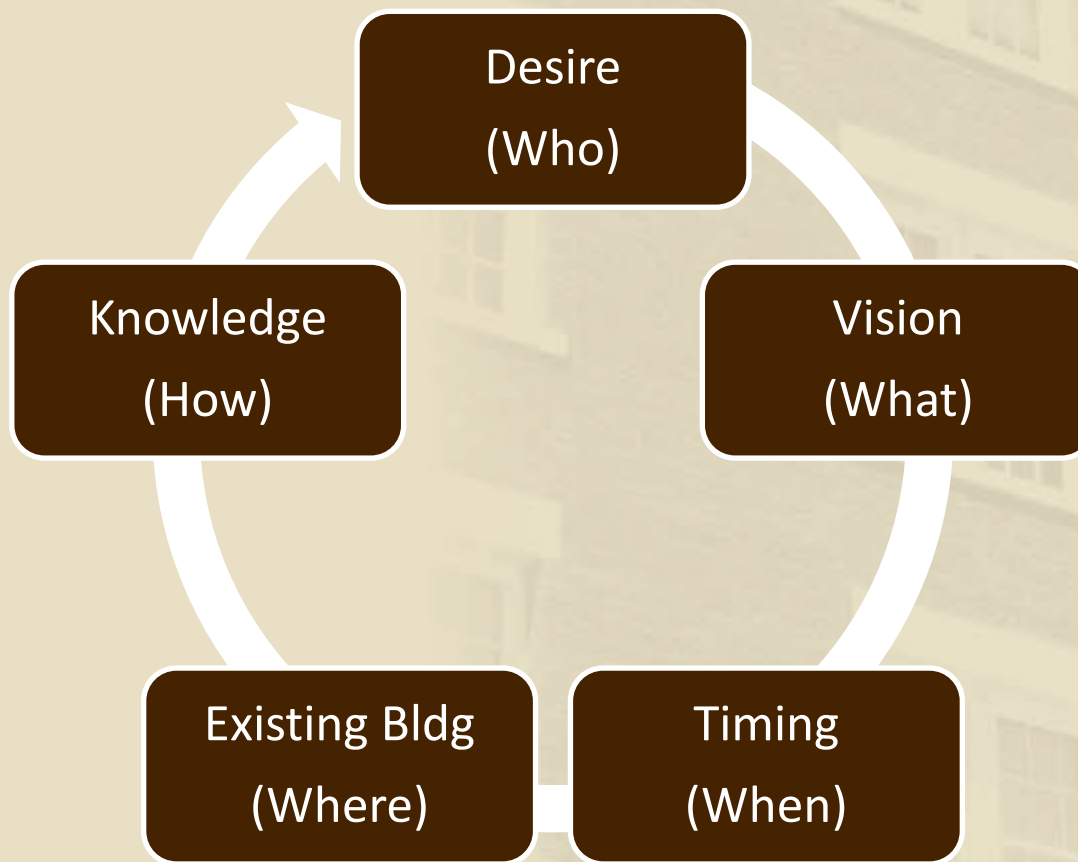 Desire
(Who)
Vision
(What)
Timing
(When)
Existing Bldg
(Where)
Knowledge
(How)